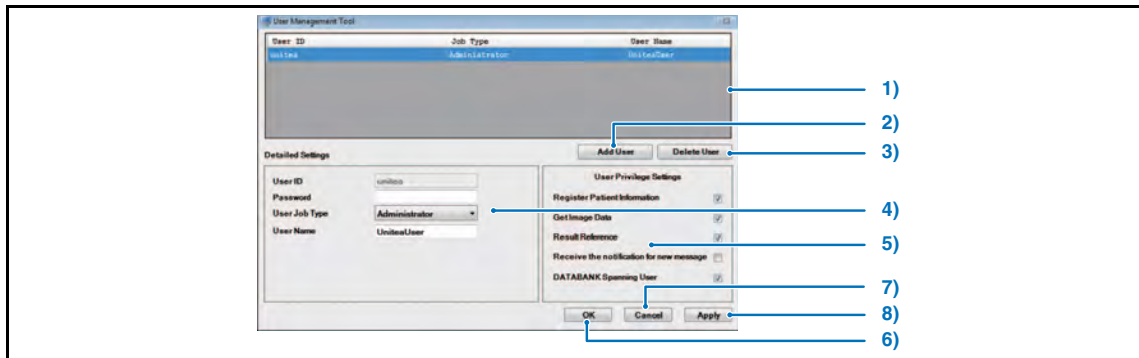 User Management Tool
User ID Job Type User Name
unitea Administrator UniteaUser
1)
2)
Add User Delete User
3)
Detailed Settings
User ID unitea
Password
User Job Type Administrator
User Name UniteaUser
4)
User Privilege Settings
Register Patient Information
Get Image Data
Result Reference
5)
Receive the notification for new message
DATABANK Spanning User
7)
OK Cancel Apply
8)
6)